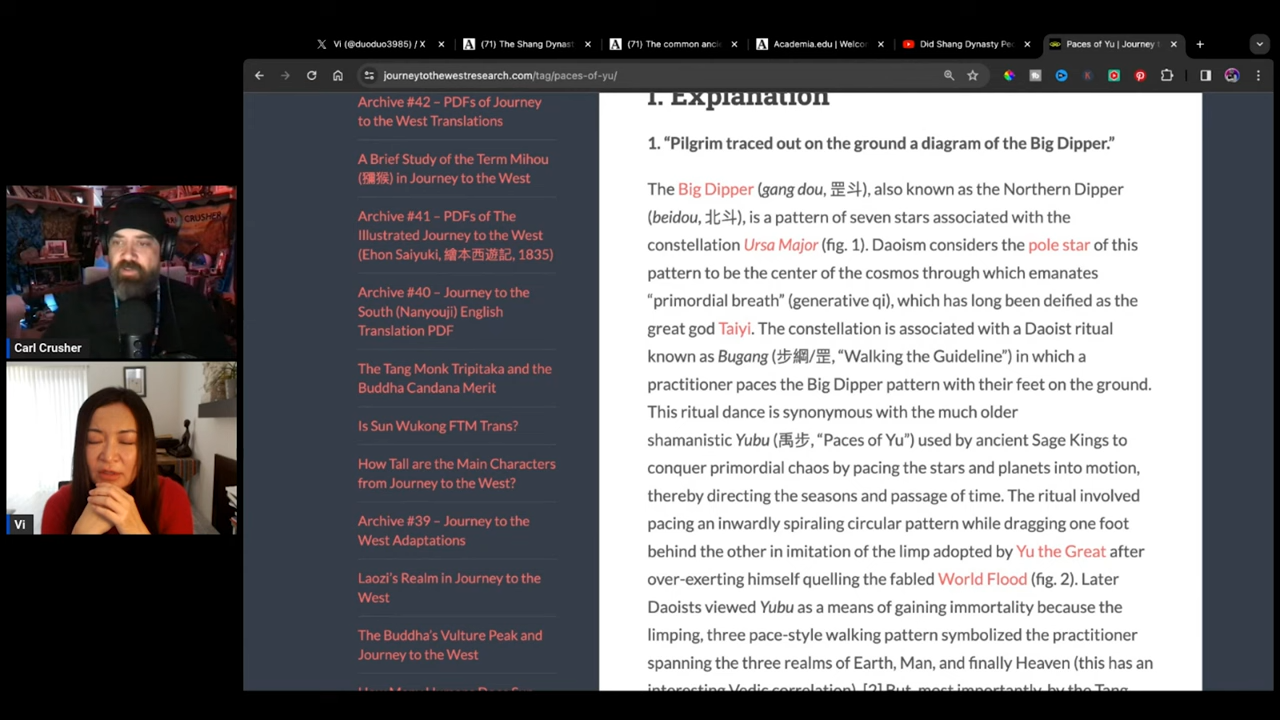 Vi (@duoduo3985) / X
(71) The Shang Dynast
(71) The common anci
Academia.edu | Welco
Did Shang Dynasty Pe
Paces of Yu | Journey t
journeytothewestresearch.com/tag/paces-of-yu/
CRUSHER
Carl Crusher
Vi
Archive #42 – PDFs of Journey
to the West Translations
A Brief Study of the Term Mihou
(獼猴) in Journey to the West
Archive #41 – PDFs of The
Illustrated Journey to the West
(Ehon Saiyuki, 繪本西遊記, 1835)
Archive #40 – Journey to the
South (Nanyouji) English
Translation PDF
The Tang Monk Tripitaka and the
Buddha Candana Merit
Is Sun Wukong FTM Trans?
How Tall are the Main Characters
from Journey to the West?
Archive #39 – Journey to the
West Adaptations
Laozi's Realm in Journey to the
West
The Buddha's Vulture Peak and
Journey to the West
I. Explanation
1. “Pilgrim traced out on the ground a diagram of the Big Dipper.”
The Big Dipper (gang dou, 罡斗), also known as the Northern Dipper
(beidou, 北斗), is a pattern of seven stars associated with the
constellation Ursa Major (fig. 1). Daoism considers the pole star of this
pattern to be the center of the cosmos through which emanates
“primordial breath” (generative qi), which has long been deified as the
great god Taiyi. The constellation is associated with a Daoist ritual
known as Bugang (步綱/罡, “Walking the Guideline”) in which a
practitioner paces the Big Dipper pattern with their feet on the ground.
This ritual dance is synonymous with the much older
shamanistic Yubu (禹步, “Paces of Yu”) used by ancient Sage Kings to
conquer primordial chaos by pacing the stars and planets into motion,
thereby directing the seasons and passage of time. The ritual involved
pacing an inwardly spiraling circular pattern while dragging one foot
behind the other in imitation of the limp adopted by Yu the Great after
over-exerting himself quelling the fabled World Flood (fig. 2). Later
Daoists viewed Yubu as a means of gaining immortality because the
limping, three pace-style walking pattern symbolized the practitioner
spanning the three realms of Earth, Man, and finally Heaven (this has an
interesting Vedic correlation). [2] But, most importantly, by the Tang